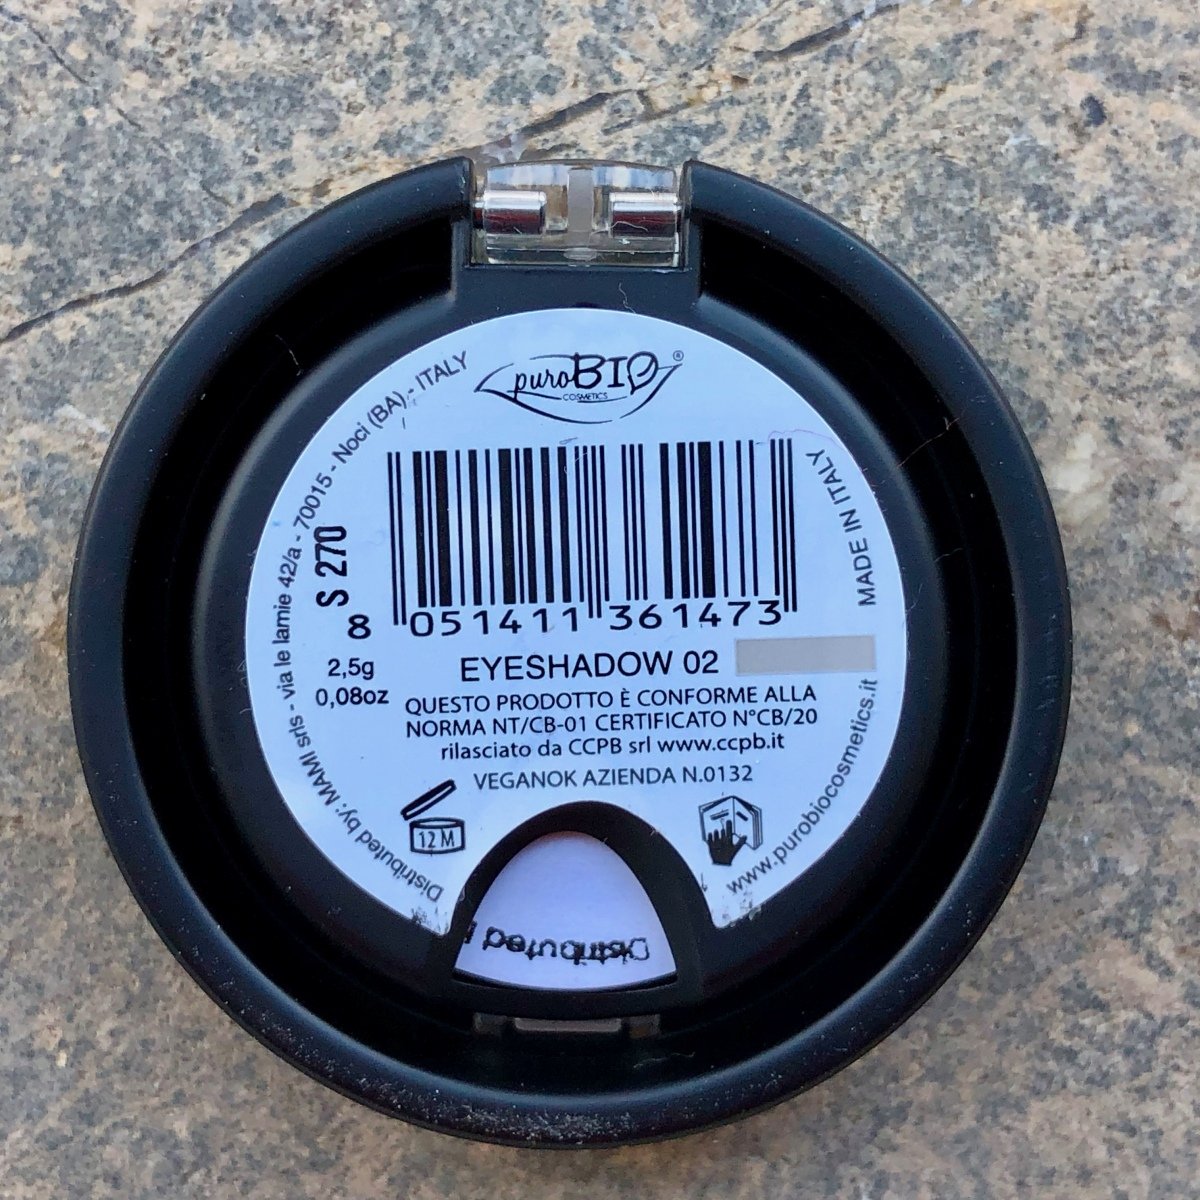 puroBIO®
COSMETICS
Distributed by: MAMI srls - via le lamie 42/a - 70015 - Noci (BA) - ITALY
S 270
8 051411 361473
MADE IN ITALY
2,5g
0,08oz
EYESHADOW 02
QUESTO PRODOTTO È CONFORME ALLA
NORMA NT/CB-01 CERTIFICATO N°CB/20
rilasciato da CCPB srl www.ccpb.it
VEGANOK AZIENDA N.0132
12 M
www.purobiocosmetics.it
Distributed